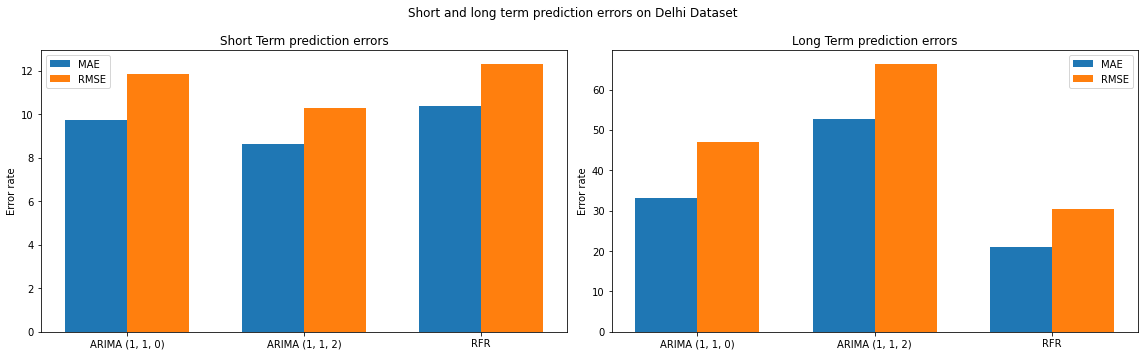 Short and long term prediction errors on Delhi Dataset
Short Term prediction errors
MAE
RMSE
Error rate
12
10
8
6
4
2
0
ARIMA (1, 1, 0)
ARIMA (1, 1, 2)
RFR
Long Term prediction errors
MAE
RMSE
Error rate
60
50
40
30
20
10
0
ARIMA (1, 1, 0)
ARIMA (1, 1, 2)
RFR